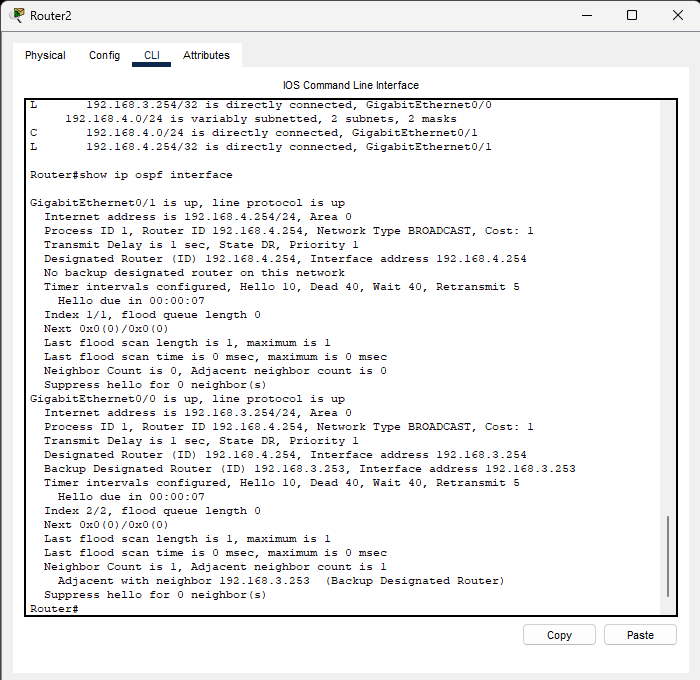 Router2
Physical Config CLI Attributes
IOS Command Line Interface
L 192.168.3.254/32 is directly connected, GigabitEthernet0/0
192.168.4.0/24 is variably subnetted, 2 subnets, 2 masks
C 192.168.4.0/24 is directly connected, GigabitEthernet0/1
L 192.168.4.254/32 is directly connected, GigabitEthernet0/1
Router#show ip ospf interface
GigabitEthernet0/1 is up, line protocol is up
Internet address is 192.168.4.254/24, Area 0
Process ID 1, Router ID 192.168.4.254, Network Type BROADCAST, Cost: 1
Transmit Delay is 1 sec, State DR, Priority 1
Designated Router (ID) 192.168.4.254, Interface address 192.168.4.254
No backup designated router on this network
Timer intervals configured, Hello 10, Dead 40, Wait 40, Retransmit 5
Hello due in 00:00:07
Index 1/1, flood queue length 0
Next 0x0(0)/0x0(0)
Last flood scan length is 1, maximum is 1
Last flood scan time is 0 msec, maximum is 0 msec
Neighbor Count is 0, Adjacent neighbor count is 0
Suppress hello for 0 neighbor(s)
GigabitEthernet0/0 is up, line protocol is up
Internet address is 192.168.3.254/24, Area 0
Process ID 1, Router ID 192.168.4.254, Network Type BROADCAST, Cost: 1
Transmit Delay is 1 sec, State DR, Priority 1
Designated Router (ID) 192.168.4.254, Interface address 192.168.3.254
Backup Designated Router (ID) 192.168.3.253, Interface address 192.168.3.253
Timer intervals configured, Hello 10, Dead 40, Wait 40, Retransmit 5
Hello due in 00:00:07
Index 2/2, flood queue length 0
Next 0x0(0)/0x0(0)
Last flood scan length is 1, maximum is 1
Last flood scan time is 0 msec, maximum is 0 msec
Neighbor Count is 1, Adjacent neighbor count is 1
Adjacent with neighbor 192.168.3.253 (Backup Designated Router)
Suppress hello for 0 neighbor(s)
Router#
Copy Paste